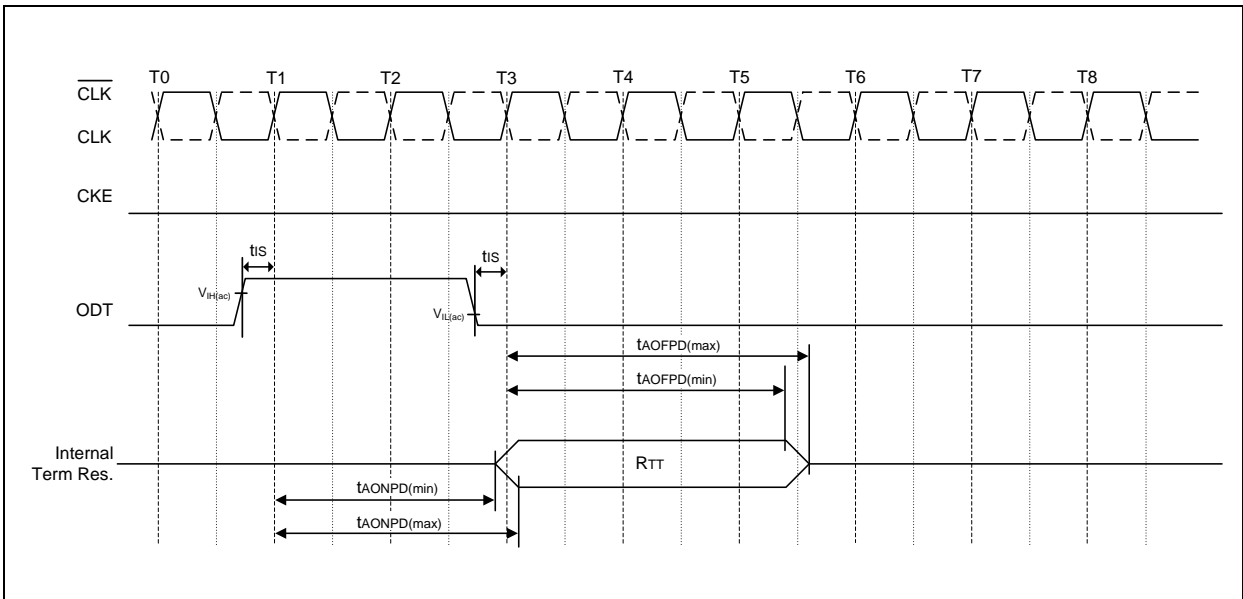 T0 T1 T2 T3 T4 T5 T6 T7 T8
CLK
CLK
CKE
tIS
tIS
VIH(ac)
ODT
VIL(ac)
tAOFPD(max)
tAOFPD(min)
Internal
Term Res.
RTT
tAONPD(min)
tAONPD(max)